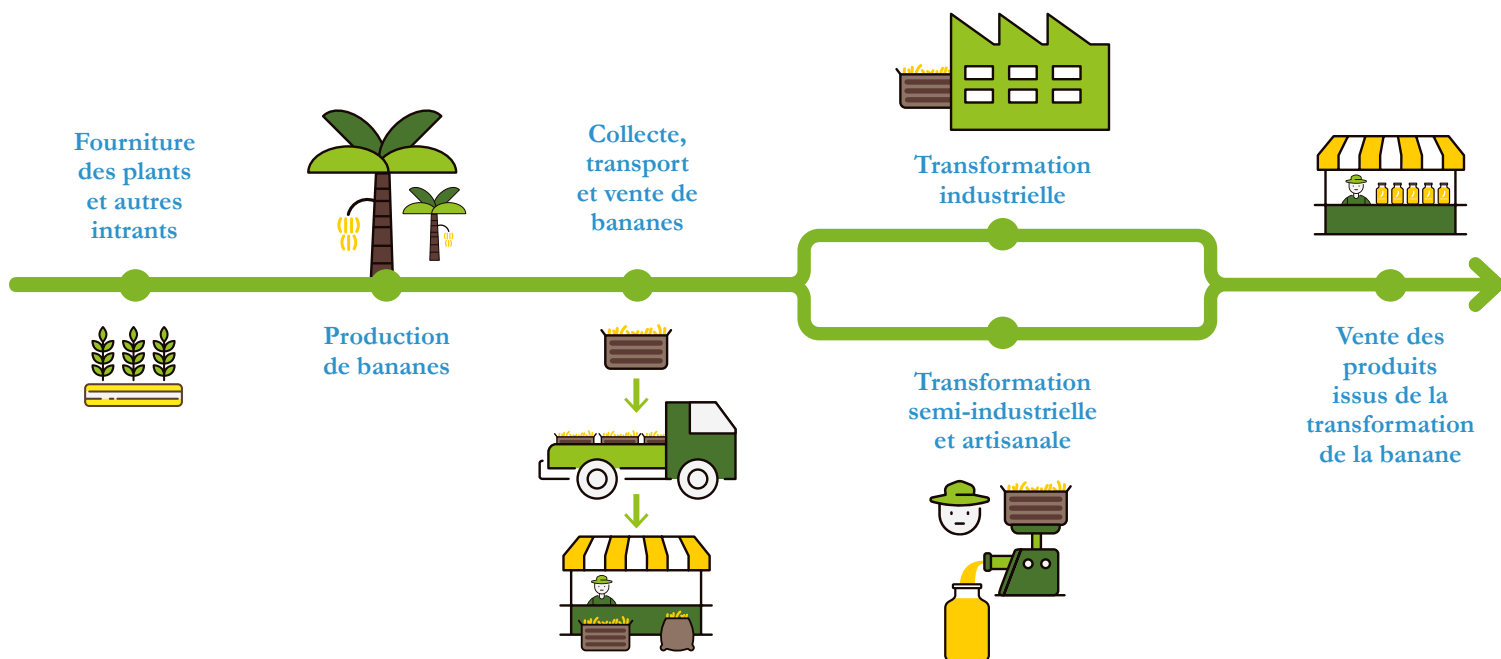 Fourniture
des plants
et autres
intrants
Production
de bananes
Collecte,
transport
et vente de
bananes
Transformation
industrielle
Transformation
semi-industrielle
et artisanale
Vente des
produits
issus de la
transformation
de la banane